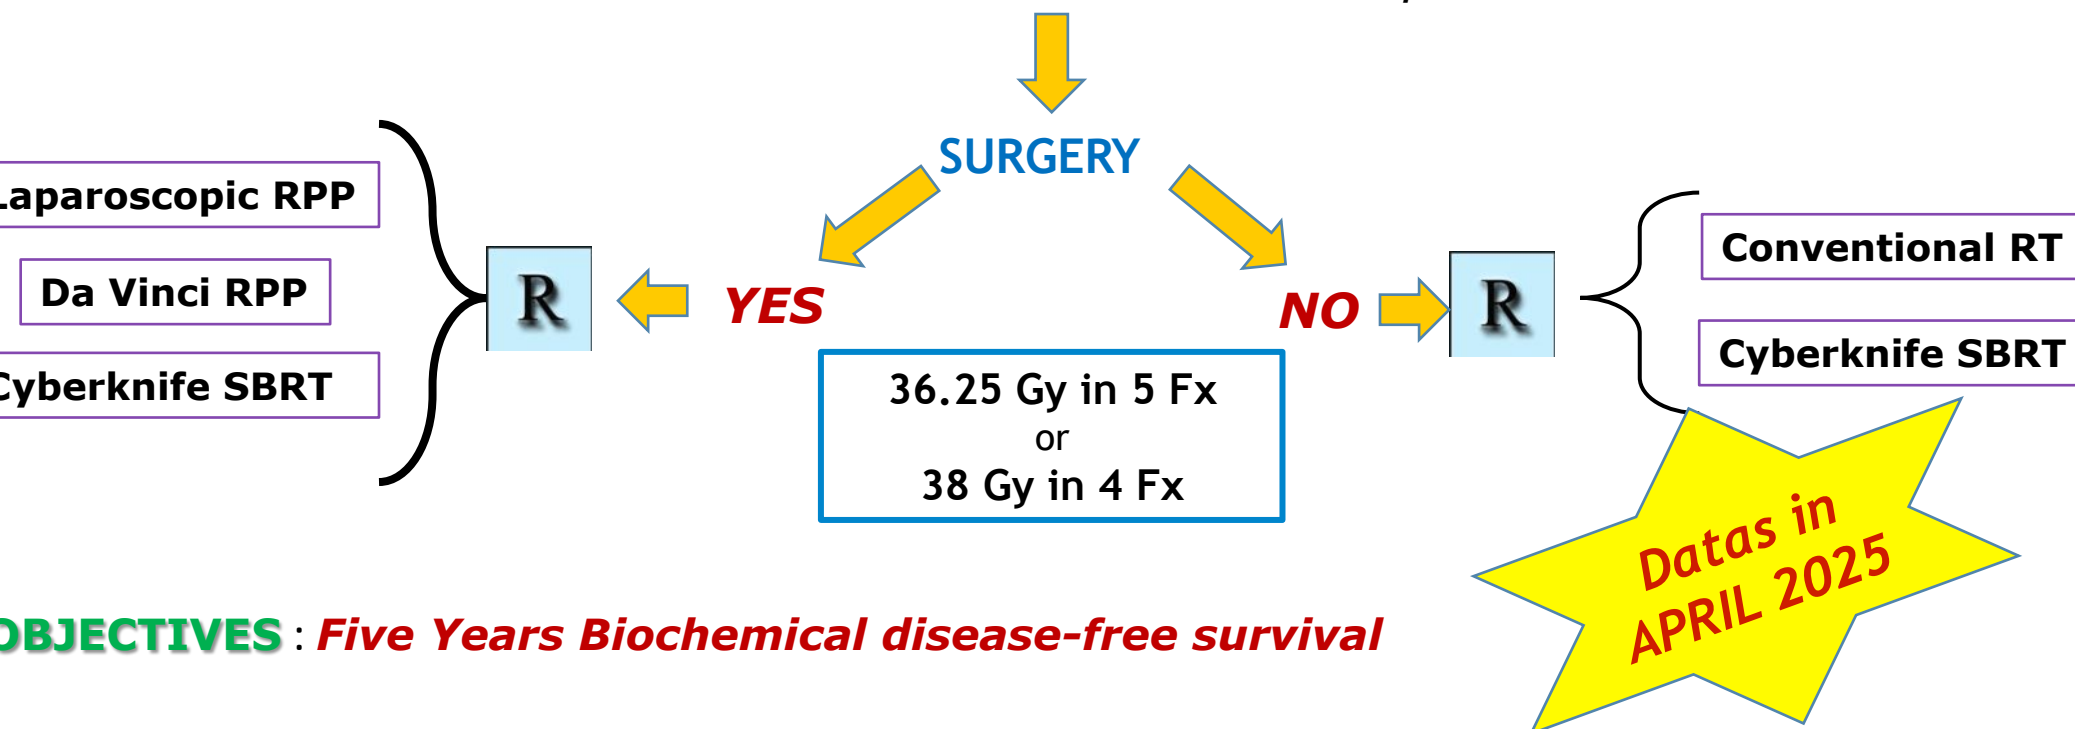 SURGERY
Laparoscopic RPP
Da Vinci RPP
Cyberknife SBRT
R
YES
NO
R
Conventional RT
Cyberknife SBRT
36.25 Gy in 5 Fx
or
38 Gy in 4 Fx
Datas in
APRIL 2025
OBJECTIVES : Five Years Biochemical disease-free survival